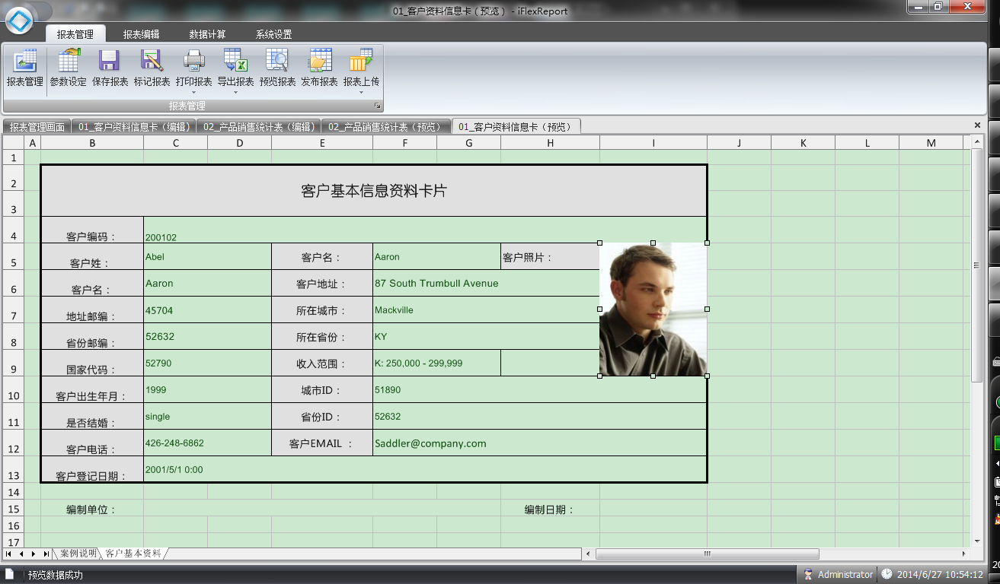 01_客户资料信息卡（预览） - iFlexReport
报表管理 报表编辑 数据计算 系统设置
报表管理 参数设定 保存报表 标记报表 打印报表 导出报表 预览报表 发布报表 报表上传
报表管理
报表管理画面 01_客户资料信息卡（编辑） 02_产品销售统计表（编辑） 02_产品销售统计表（预览） 01_客户资料信息卡（预览）
A B C D E F G H I J K L M
1
2 客户基本信息资料卡片
3
4 客户编码： 200102
5 客户姓： Abel 客户名： Aaron 客户照片：
6 客户名： Aaron 客户地址： 87 South Trumbull Avenue
7 地址邮编： 45704 所在城市： Mackville
8 省份邮编： 52632 所在省份： KY
9 国家代码： 52790 收入范围： K: 250,000 - 299,999
10 客户出生年月： 1999 城市ID： 51890
11 是否结婚： single 省份ID： 52632
12 客户电话： 426-248-6862 客户EMAIL ： Saddler@company.com
13 客户登记日期： 2001/5/1 0:00
14
15 编制单位： 编制日期：
16
17
案例说明 客户基本资料
预览数据成功 Administrator 2014/6/27 10:54:12